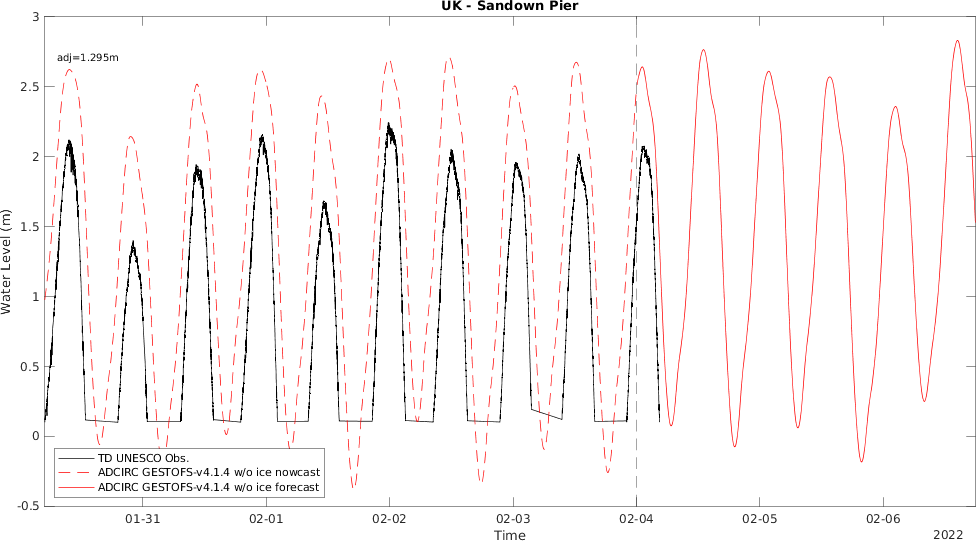 UK - Sandown Pier
adj=1.295m
3
2.5
2
1.5
1
0.5
0
-0.5
Water Level (m)
TD UNESCO Obs.
ADCIRC GESTOFS-v4.1.4 w/o ice nowcast
ADCIRC GESTOFS-v4.1.4 w/o ice forecast
01-31 02-01 02-02 02-03 02-04 02-05 02-06
Time
2022